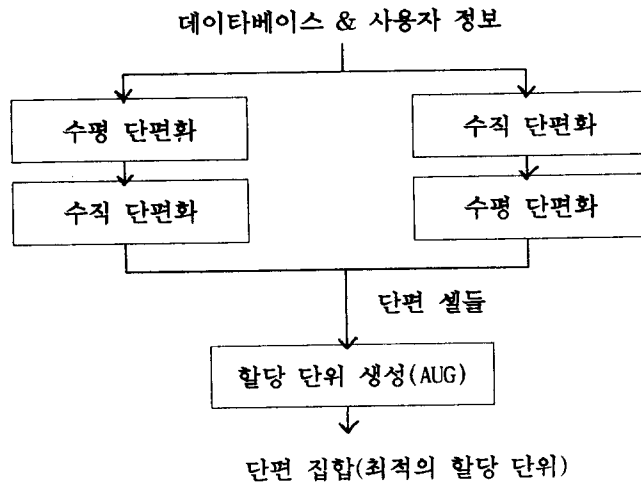 데이타베이스 & 사용자 정보
수평 단편화
수직 단편화
수직 단편화
수평 단편화
단편 셀들
할당 단위 생성(AUG)
단편 집합(최적의 할당 단위)